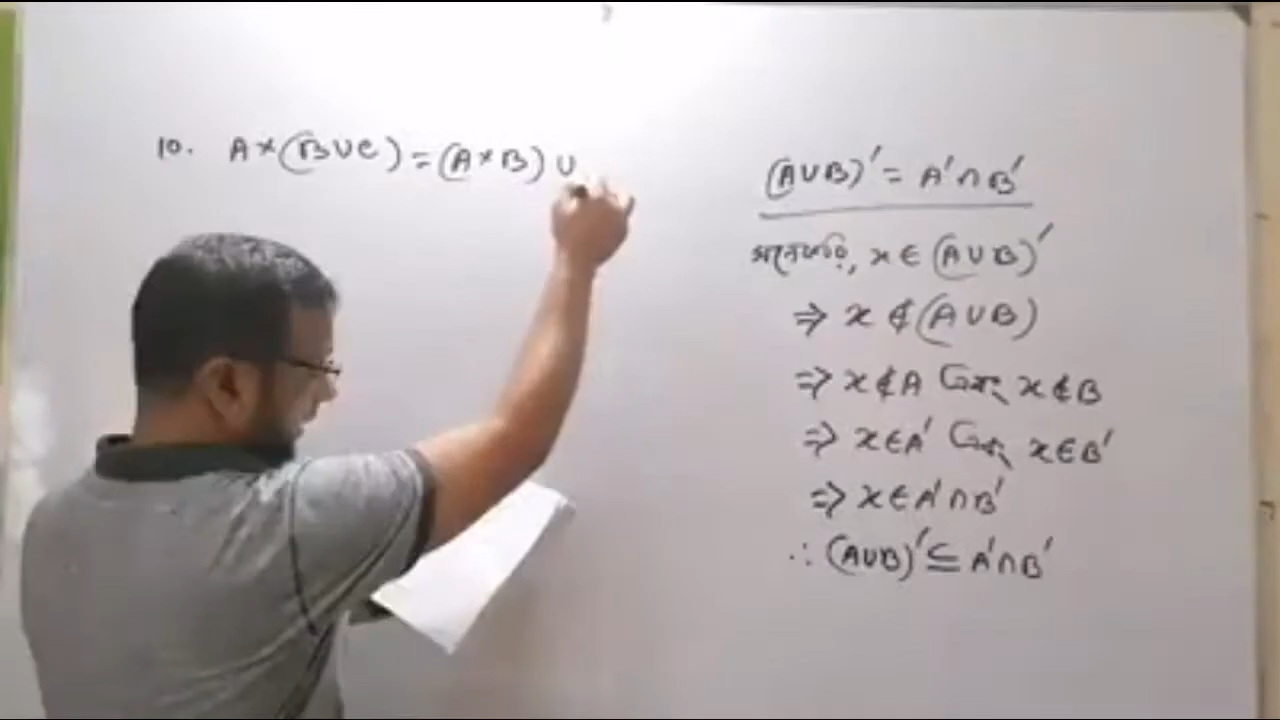 10. A×(B∪C)=(A×B)∪
(A∪B)′ = A′∩B′
মনেকরি, x∈(A∪B)′
⇒ x∉(A∪B)
⇒ x∉A এবং x∉B
⇒ x∈A′ এবং x∈B′
⇒ x∈A′∩B′
∴ (A∪B)′⊆A′∩B′